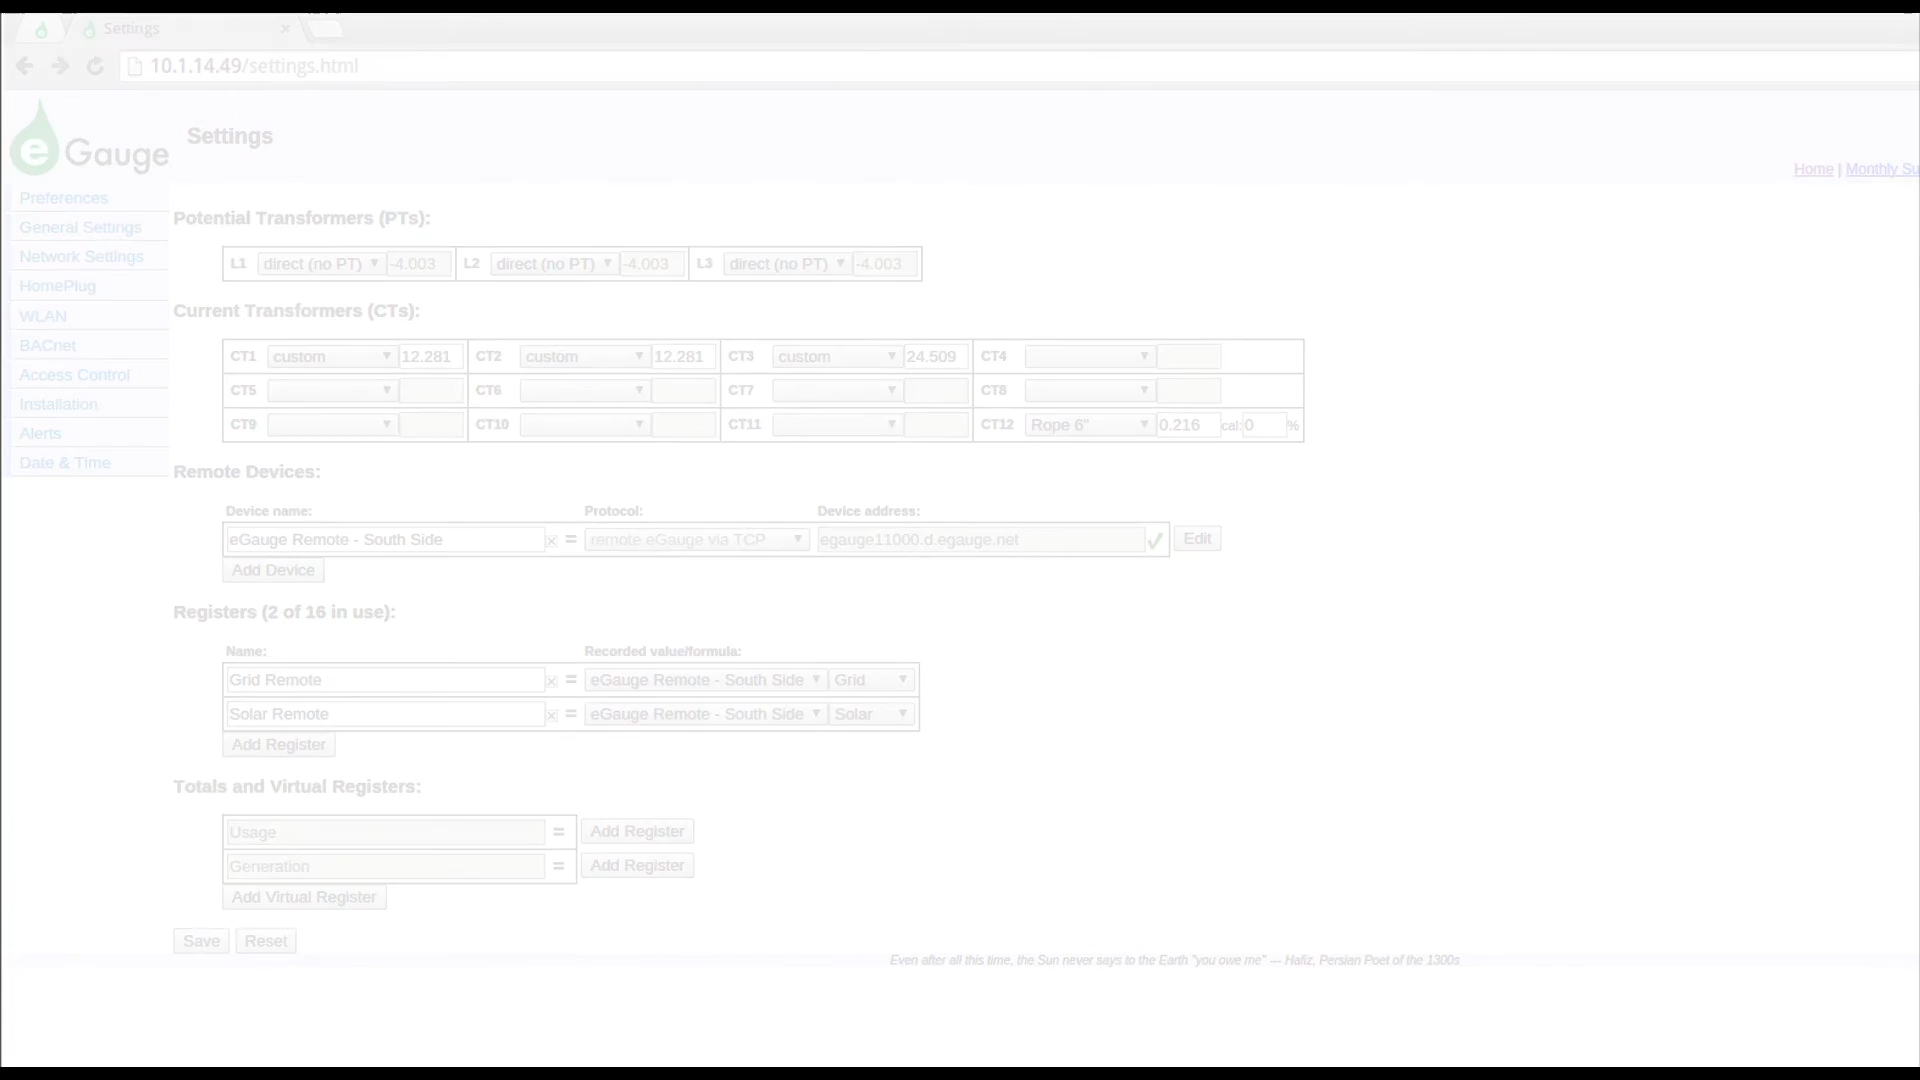 Settings
10.1.14.49/settings.html
eGauge
Settings
Home | Monthly Su
Preferences
General Settings
Network Settings
HomePlug
WLAN
BACnet
Access Control
Installation
Alerts
Date & Time
Potential Transformers (PTs):
L1 direct (no PT) -4.003 L2 direct (no PT) -4.003 L3 direct (no PT) -4.003
Current Transformers (CTs):
CT1 custom 12.281 CT2 custom 12.281 CT3 custom 24.509 CT4
CT5 CT6 CT7 CT8
CT9 CT10 CT11 CT12 Rope 6" 0.216 cal: 0 %
Remote Devices:
Device name: Protocol: Device address:
eGauge Remote - South Side = remote eGauge via TCP egauge11000.d.egauge.net Edit
Add Device
Registers (2 of 16 in use):
Name: Recorded value/formula:
Grid Remote = eGauge Remote - South Side Grid
Solar Remote = eGauge Remote - South Side Solar
Add Register
Totals and Virtual Registers:
Usage = Add Register
Generation = Add Register
Add Virtual Register
Save Reset
Even after all this time, the Sun never says to the Earth "you owe me" --- Hafiz, Persian Poet of the 1300s